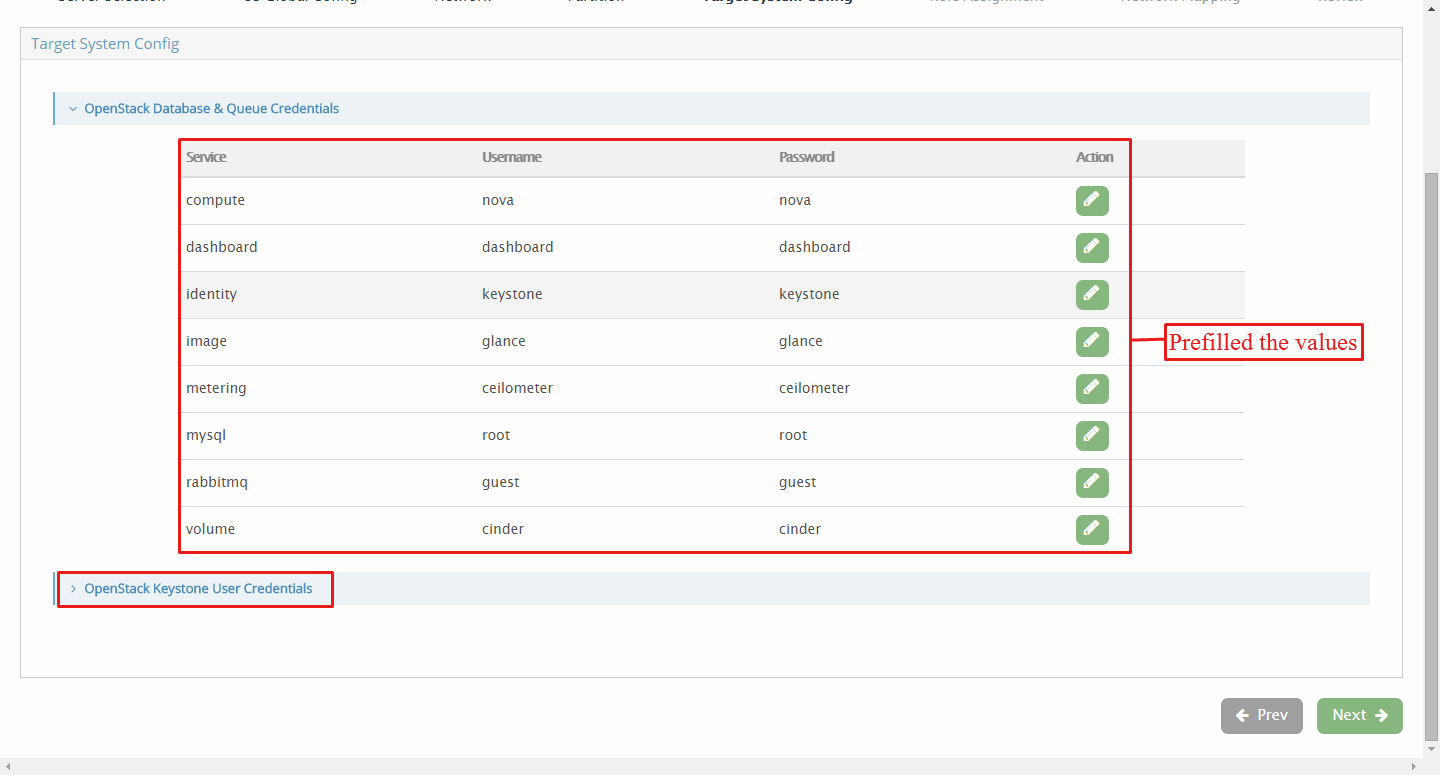 Target System Config
OpenStack Database & Queue Credentials
Service Username Password Action
compute nova nova
dashboard dashboard dashboard
identity keystone keystone
image glance glance
Prefilled the values
metering ceilometer ceilometer
mysql root root
rabbitmq guest guest
volume cinder cinder
OpenStack Keystone User Credentials
Prev Next